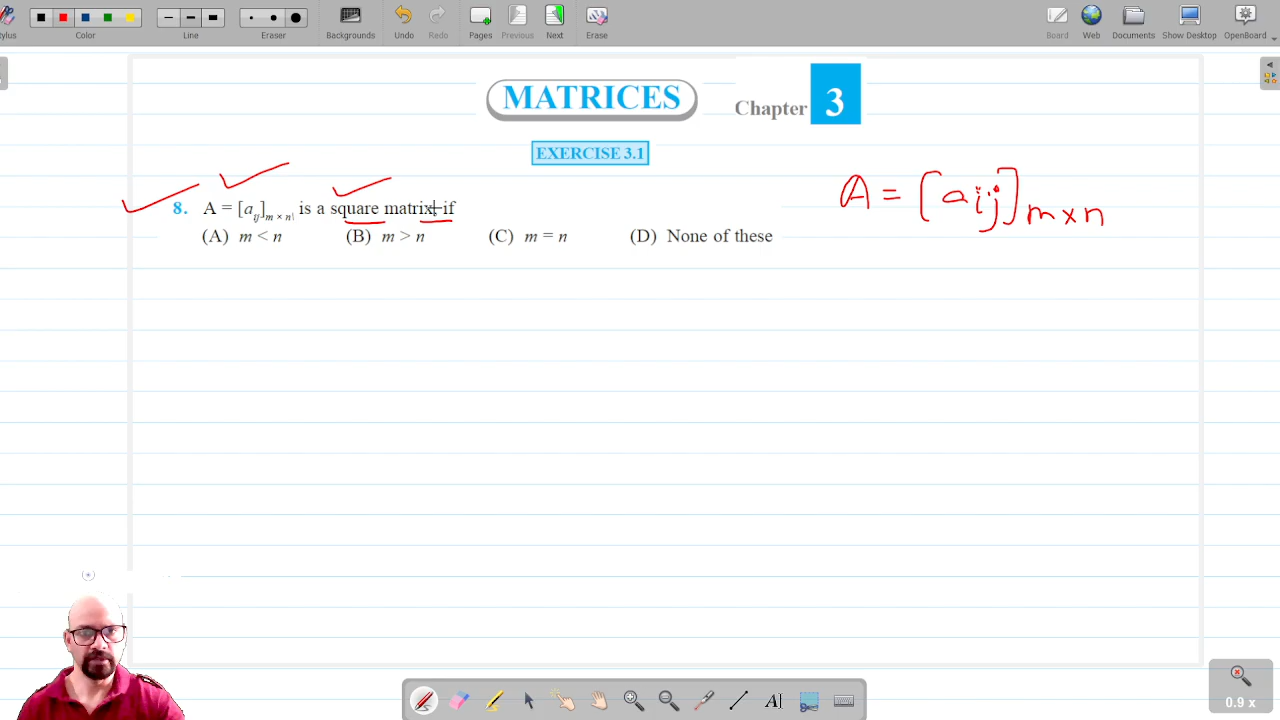 Stylus Color Line Eraser Backgrounds Undo Redo Pages Previous Next Erase Board Web Documents Show Desktop OpenBoard
MATRICES Chapter 3
EXERCISE 3.1
A = [aij]m×n
8. A = [aij]m × n is a square matrix, if
(A) m < n (B) m > n (C) m = n (D) None of these
0.9 x